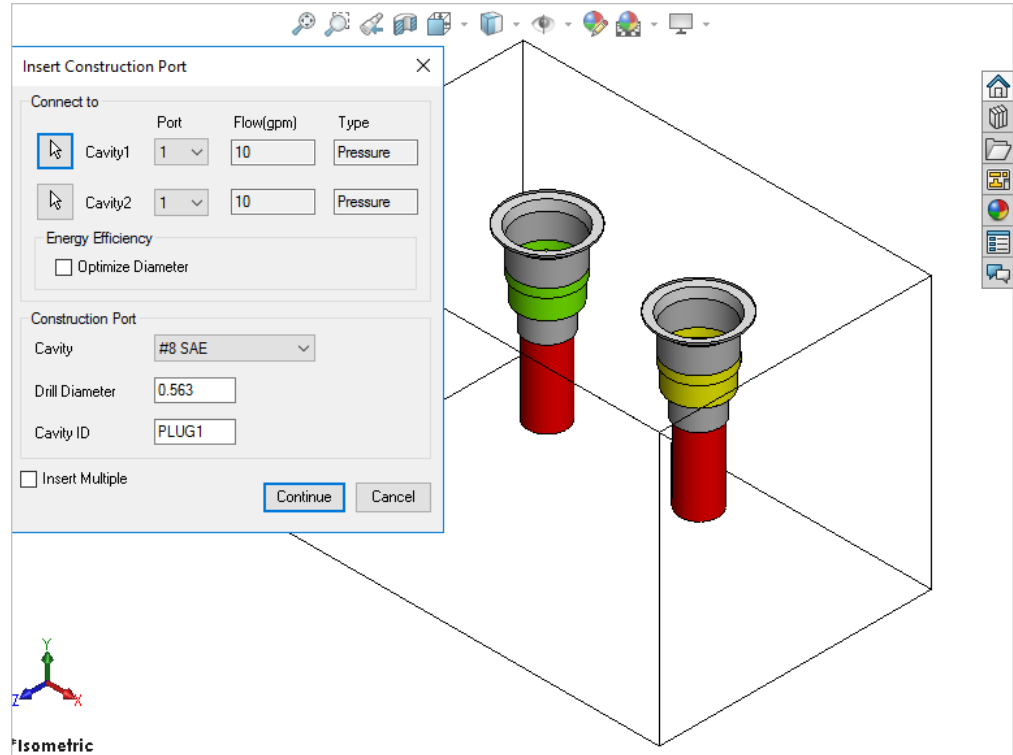 Insert Construction Port
Connect to
Port Flow(gpm) Type
Cavity1 1 10 Pressure
Cavity2 1 10 Pressure
Energy Efficiency
Optimize Diameter
Construction Port
Cavity #8 SAE
Drill Diameter 0.563
Cavity ID PLUG1
Insert Multiple
Continue Cancel
Y
Z X
*Isometric